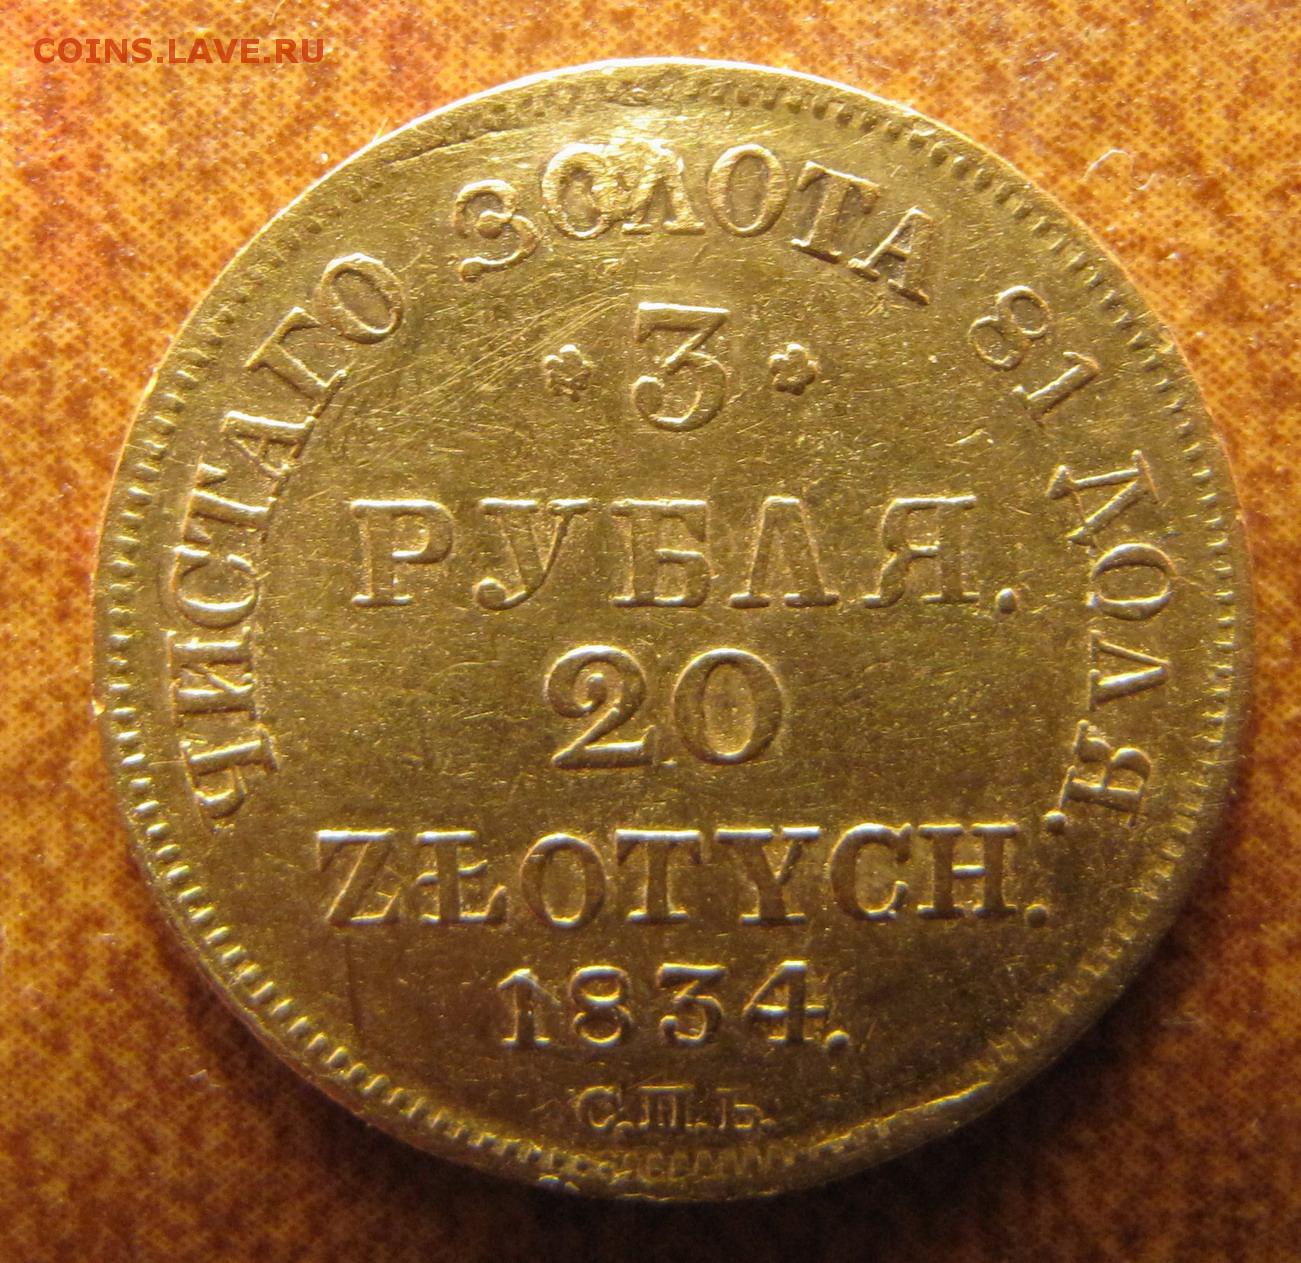 COINS.LAVE.RU
ЧИСТАГО ЗОЛОТА 81 ДОЛЯ.
3
РУБЛЯ.
20
ZŁOTYCH.
1834.
С.П.Ь.